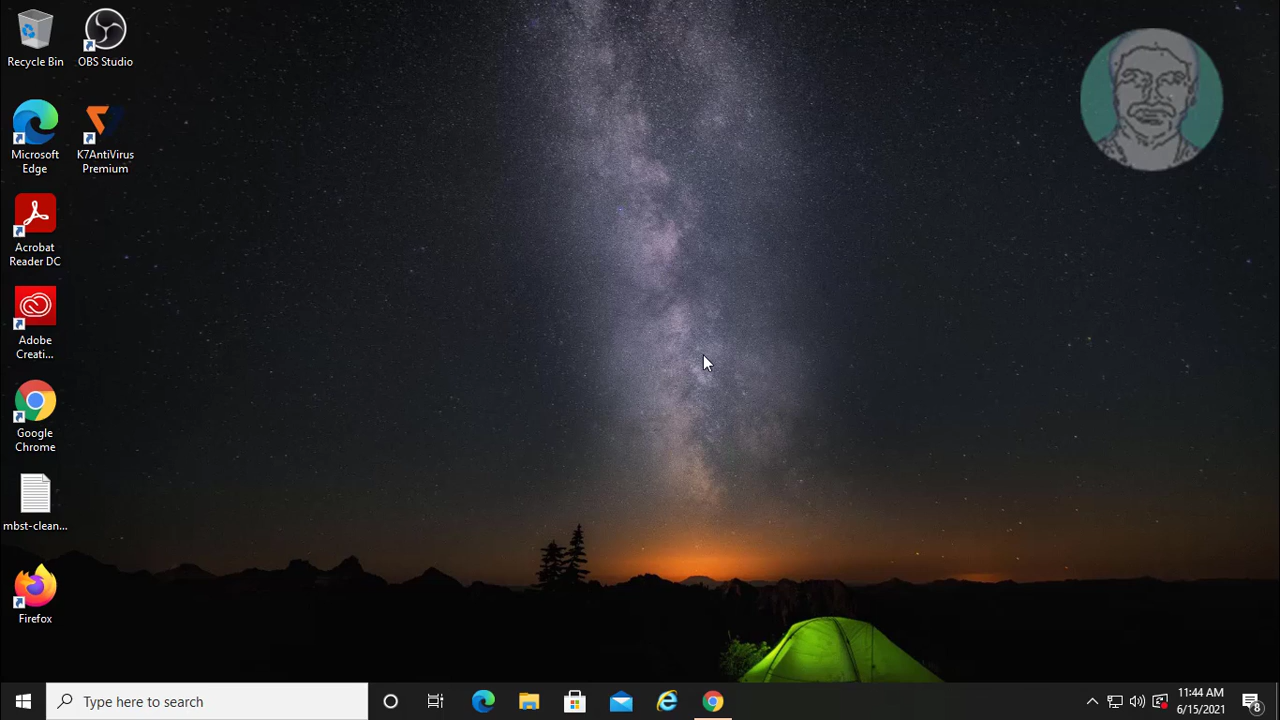 Recycle Bin
OBS Studio
Microsoft
Edge
K7AntiVirus
Premium
Acrobat
Reader DC
Adobe
Creati...
Google
Chrome
mbst-clean...
Firefox
Type here to search
11:44 AM
6/15/2021
8